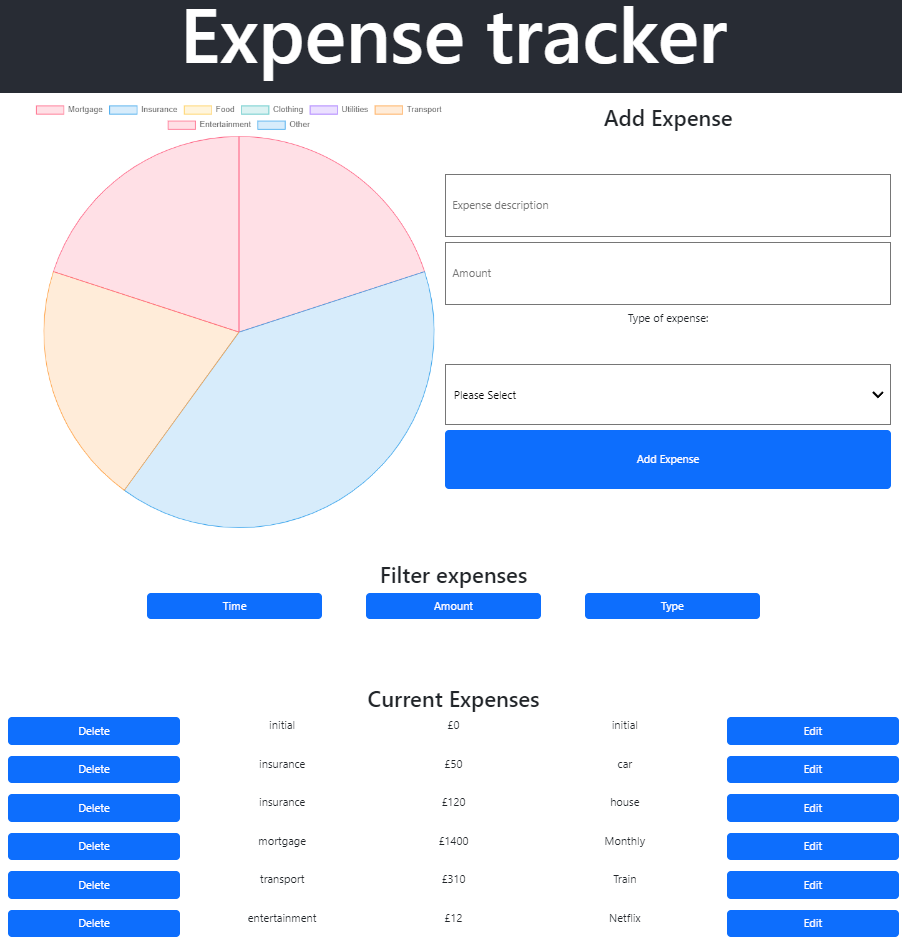 Expense tracker
Mortgage Insurance Food Clothing Utilities Transport
Entertainment Other
Add Expense
Expense description
Amount
Type of expense:
Please Select
Add Expense
Filter expenses
Time Amount Type
Current Expenses
Delete initial £0 initial Edit
Delete insurance £50 car Edit
Delete insurance £120 house Edit
Delete mortgage £1400 Monthly Edit
Delete transport £310 Train Edit
Delete entertainment £12 Netflix Edit